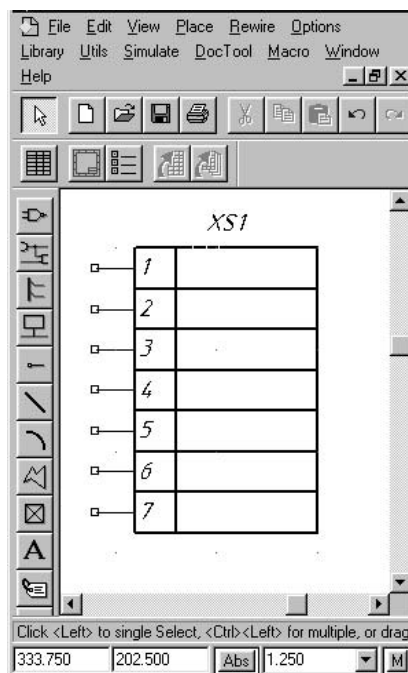 File Edit View Place Rewire Options
Library Utils Simulate DocTool Macro Window
Help
XS1
1
2
3
4
5
6
7
A
Click <Left> to single Select, <Ctrl><Left> for multiple, or drag
333.750 202.500 Abs 1.250 M